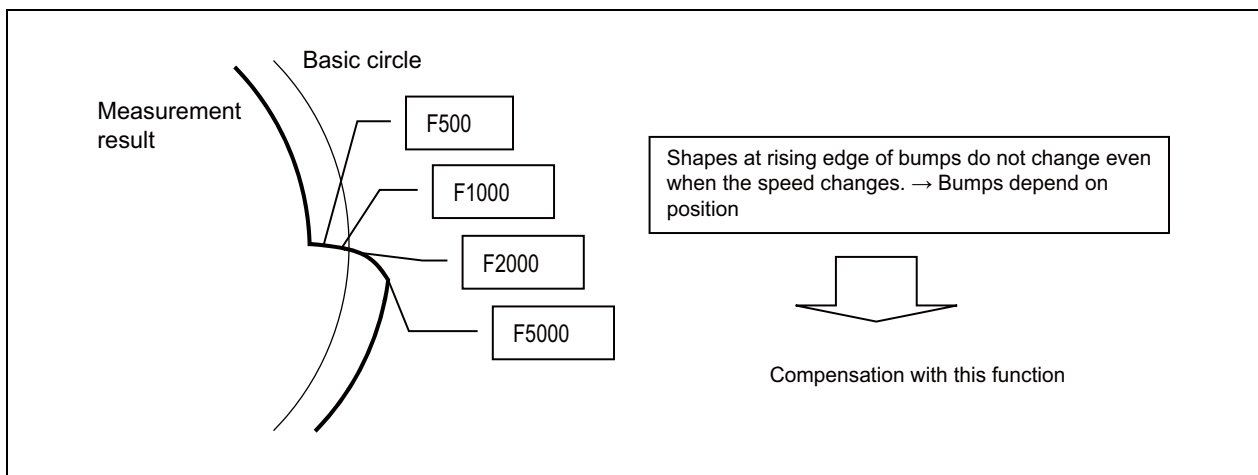 Basic circle
Measurement
result
F500
F1000
F2000
F5000
Shapes at rising edge of bumps do not change even
when the speed changes. → Bumps depend on
position
Compensation with this function